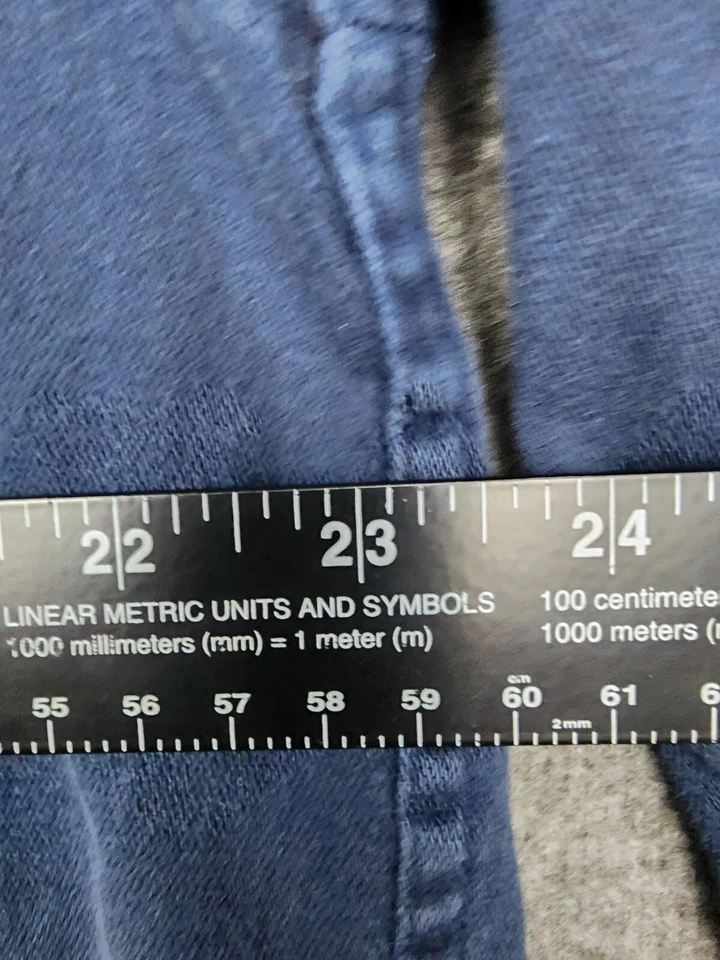 22 23 24
LINEAR METRIC UNITS AND SYMBOLS
1000 millimeters (mm) = 1 meter (m)
100 centimete
1000 meters (
cm
55 56 57 58 59 60 61 6
2mm